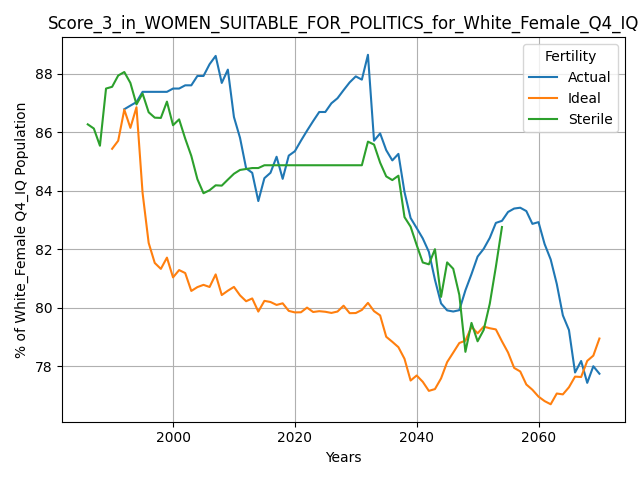 Score_3_in_WOMEN_SUITABLE_FOR_POLITICS_for_White_Female_Q4_IQ
Fertility
Actual
Ideal
Sterile
% of White_Female Q4_IQ Population
88
86
84
82
80
78
2000
2020
2040
2060
Years